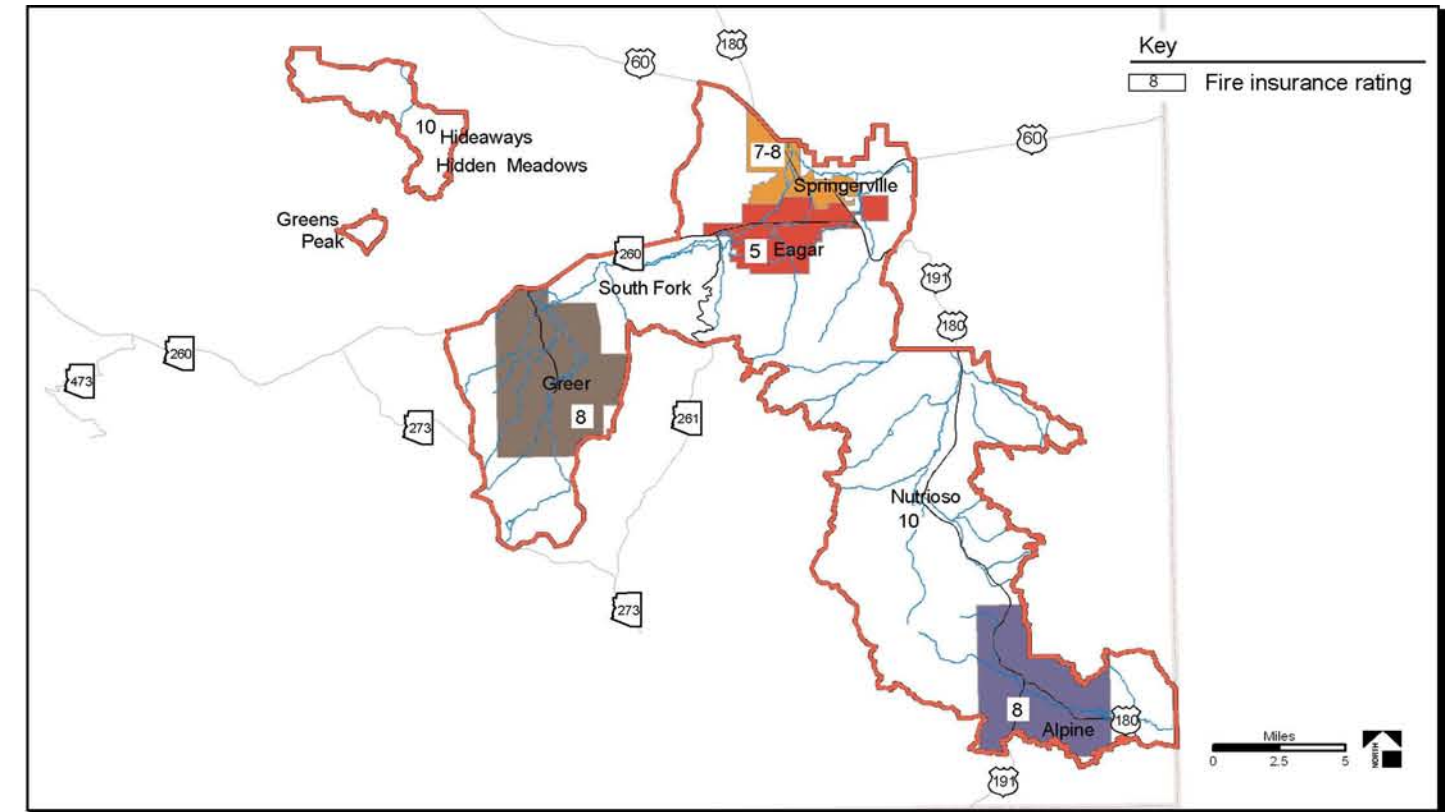 180
60
Key
8 Fire insurance rating
10 Hideaways
Hidden Meadows
60
7-8
Springerville
Greens
Peak
260
5 Eagar
191
South Fork
180
260
473
Greer
8
273
261
Nutrioso
10
273
8
Alpine
180
191
Miles
0 2.5 5
NORTH